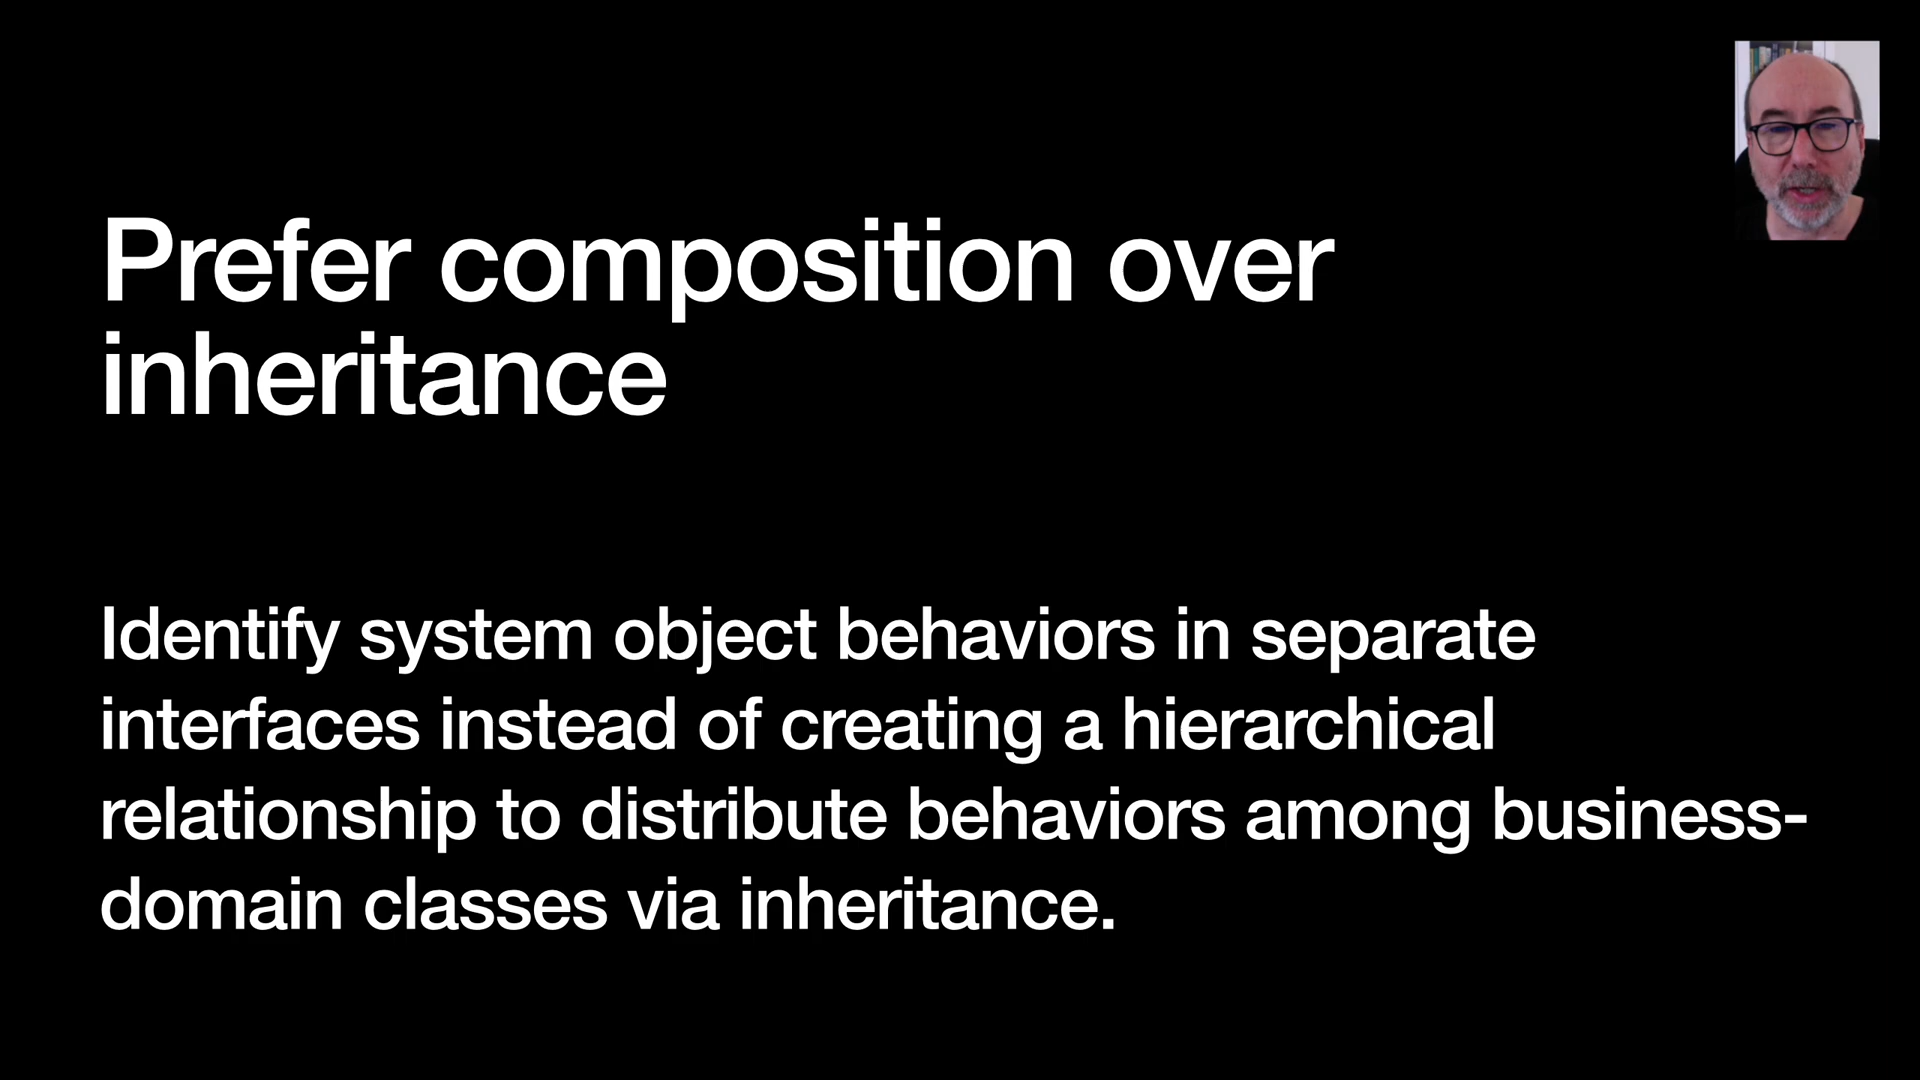 Prefer composition over
inheritance
Identify system object behaviors in separate
interfaces instead of creating a hierarchical
relationship to distribute behaviors among business-
domain classes via inheritance.